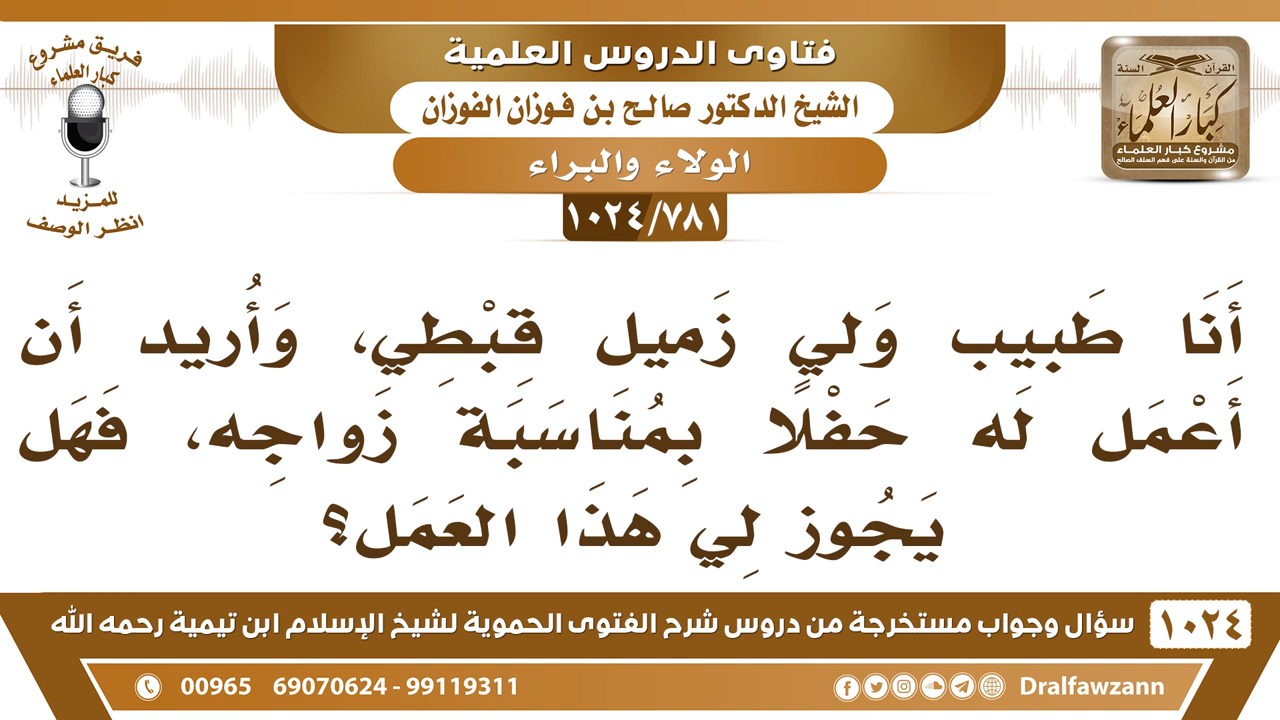 فريق مشروع
كبار العلماء
للمزيد
انظر الوصف
فتاوى الدروس العلمية
الشيخ الدكتور صالح بن فوزان الفوزان
الولاء والبراء
١٠٢٤/٧٨١
القرآن السنة
كبار العلماء
مشروع كبار العلماء
من القرآن والسنة على فهم السلف الصالح
أَنَا طَبِيب وَلِي زَمِيل قِبْطِي، وَأُرِيد أَن
أَعْمَل لَه حَفْلًا بِمُنَاسَبَة زَواجِه، فَهَل
يَجُوز لِي هَذَا العَمَل؟
١٠٢٤ سؤال وجواب مستخرجة من دروس شرح الفتوى الحموية لشيخ الإسلام ابن تيمية رحمه الله
00965 69070624 - 99119311
Dralfawzann